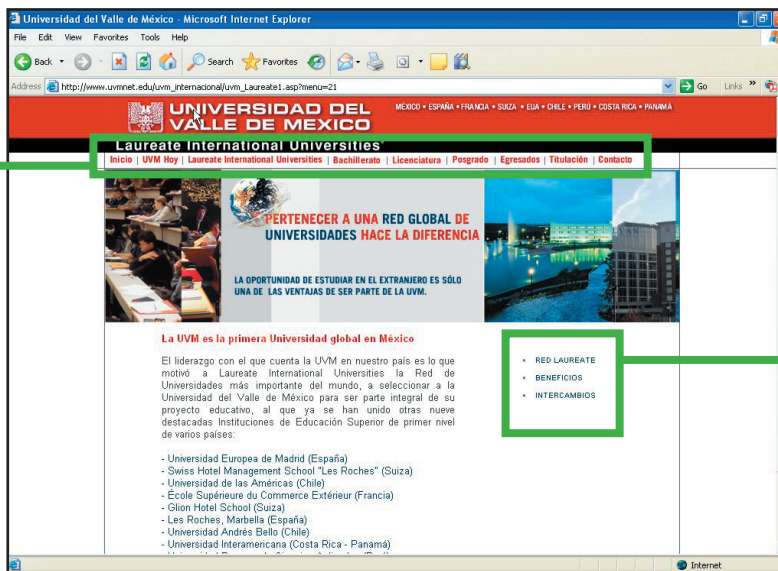 Universidad del Valle de México - Microsoft Internet Explorer
File Edit View Favorites Tools Help
Back Search Favorites
Address http://www.uvmnet.edu/uvm_internacional/uvm_Laureate1.asp?menu=21 Go Links »
UNIVERSIDAD DEL
VALLE DE MEXICO
MÉXICO • ESPAÑA • FRANCIA • SUIZA • EUA • CHILE • PERÚ • COSTA RICA • PANAMÁ
Laureate International Universities
Inicio | UVM Hoy | Laureate International Universities | Bachillerato | Licenciatura | Posgrado | Egresados | Titulación | Contacto
PERTENECER A UNA RED GLOBAL DE
UNIVERSIDADES HACE LA DIFERENCIA
LA OPORTUNIDAD DE ESTUDIAR EN EL EXTRANJERO ES SÓLO
UNA DE LAS VENTAJAS DE SER PARTE DE LA UVM.
La UVM es la primera Universidad global en México
El liderazgo con el que cuenta la UVM en nuestro país es lo que
motivó a Laureate International Universities la Red de
Universidades más importante del mundo, a seleccionar a la
Universidad del Valle de México para ser parte integral de su
proyecto educativo, al que ya se han unido otras nueve
destacadas Instituciones de Educación Superior de primer nivel
de varios países:
- Universidad Europea de Madrid (España)
- Swiss Hotel Management School "Les Roches" (Suiza)
- Universidad de las Américas (Chile)
- École Supérieure du Commerce Extérieur (Francia)
- Glion Hotel School (Suiza)
- Les Roches, Marbella (España)
- Universidad Andrés Bello (Chile)
- Universidad Interamericana (Costa Rica - Panamá)
• RED LAUREATE
• BENEFICIOS
• INTERCAMBIOS
Internet